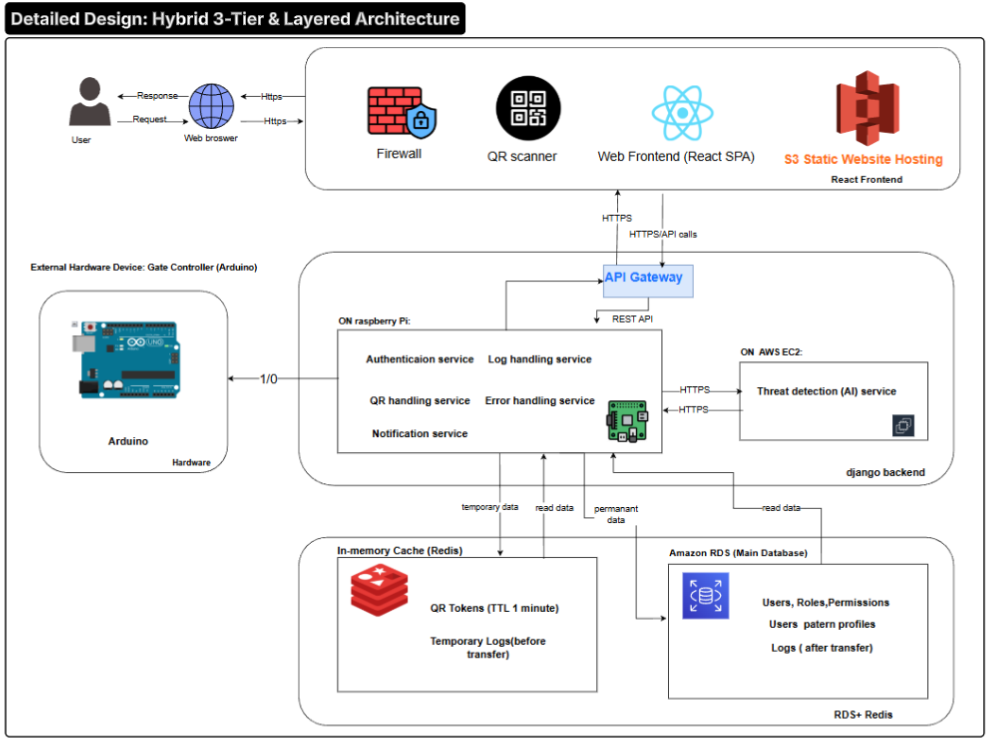 Detailed Design: Hybrid 3-Tier & Layered Architecture
User
Response
Request
Web broswer
Https
Https
Firewall
QR scanner
Web Frontend (React SPA)
S3 Static Website Hosting
React Frontend
HTTPS
HTTPS/API calls
External Hardware Device: Gate Controller (Arduino)
Arduino
Hardware
1/0
API Gateway
REST API
ON raspberry Pi:
Authenticaion service
Log handling service
QR handling service
Error handling service
Notification service
HTTPS
HTTPS
ON AWS EC2:
Threat detection (AI) service
django backend
temporary data
read data
permanant
data
read data
In-memory Cache (Redis)
QR Tokens (TTL 1 minute)
Temporary Logs(before
transfer)
Amazon RDS (Main Database)
Users, Roles,Permissions
Users patern profiles
Logs ( after transfer)
RDS+ Redis